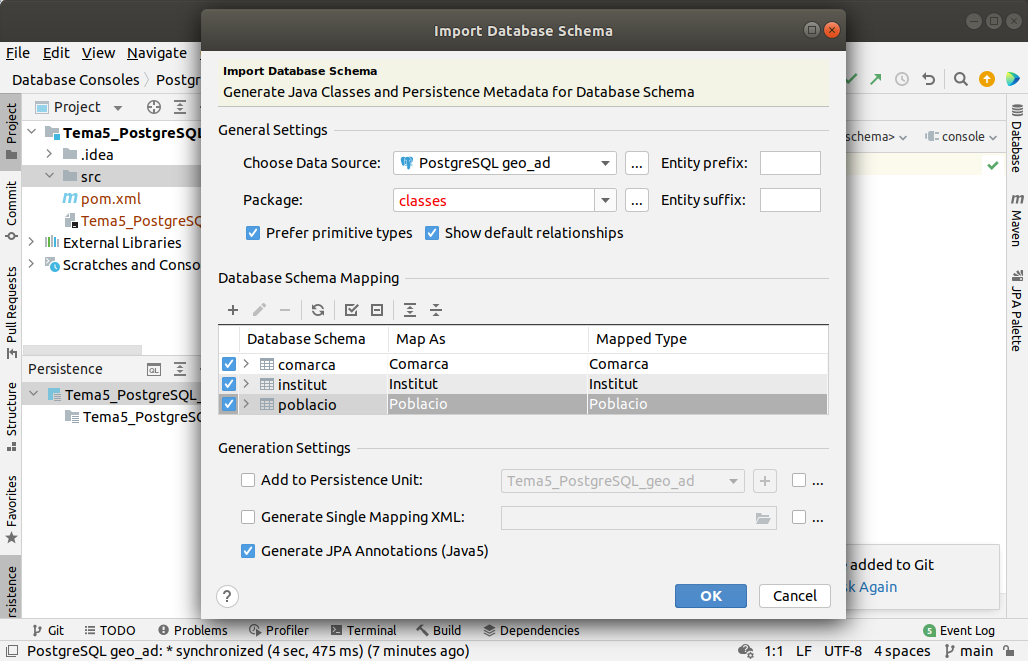 Import Database Schema
File Edit View Navigate
Database Consoles Postgr
Import Database Schema
Generate Java Classes and Persistence Metadata for Database Schema
General Settings
Choose Data Source: PostgreSQL geo_ad ... Entity prefix:
Package: classes ... Entity suffix:
Prefer primitive types Show default relationships
Database Schema Mapping
Database Schema Map As Mapped Type
comarca Comarca Comarca
institut Institut Institut
poblacio Poblacio Poblacio
Generation Settings
Add to Persistence Unit: Tema5_PostgreSQL_geo_ad ...
Generate Single Mapping XML: ...
Generate JPA Annotations (Java5)
? OK Cancel
Project
Tema5_PostgreSQL
.idea
src
pom.xml
Tema5_PostgreSQ
External Libraries
Scratches and Conso
Persistence
QL
Tema5_PostgreSQL_
Tema5_PostgreSQ
Project
Commit
Pull Requests
Structure
Favorites
rsistence
schema> console
Database
Maven
JPA Palette
added to Git
sk Again
Git TODO Problems Profiler Terminal Build Dependencies 5 Event Log
PostgreSQL geo_ad: * synchronized (4 sec, 475 ms) (7 minutes ago) 1:1 LF UTF-8 4 spaces main